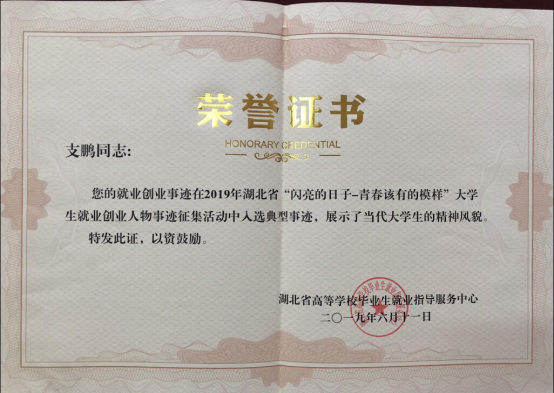 荣誉证书
HONORARY CREDENTIAL
支鹏同志:
您的就业创业事迹在2019年湖北省“闪亮的日子-青春该有的模样”大学
生就业创业人物事迹征集活动中入选典型事迹，展示了当代大学生的精神风貌。
特发此证，以资鼓励。
湖北省高等学校毕业生就业指导服务中心
二〇一九年六月十一日